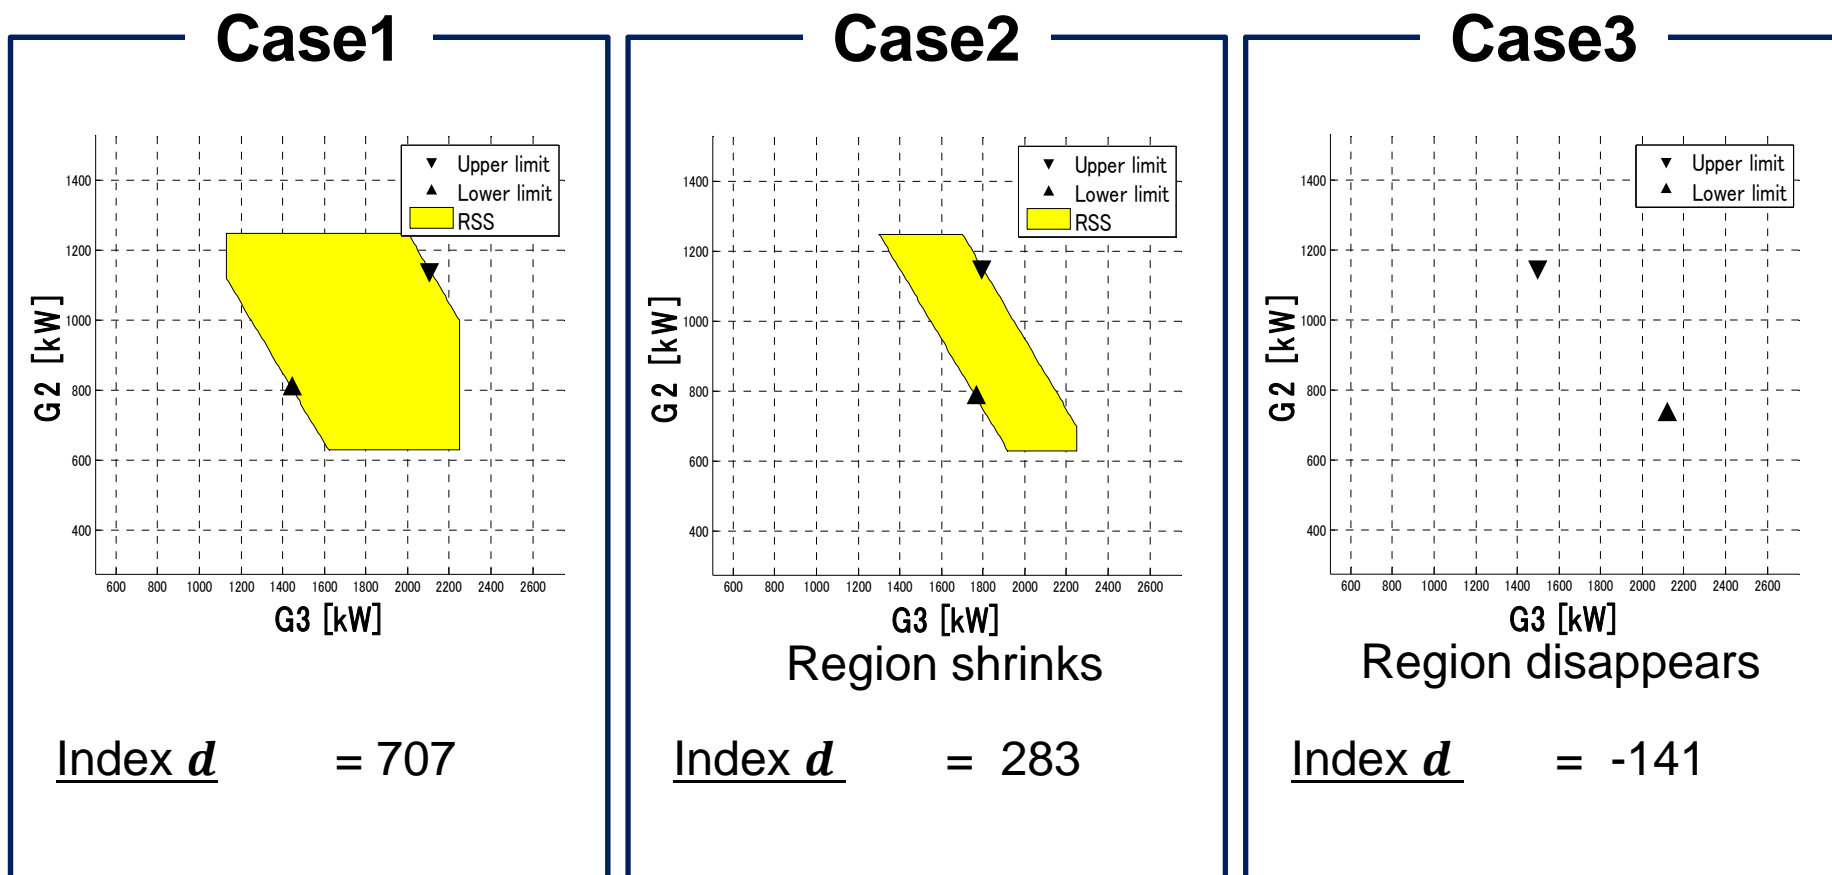 Case1
Upper limit
Lower limit
RSS
1400
1200
1000
800
600
400
G2 [kW]
600 800 1000 1200 1400 1600 1800 2000 2200 2400 2600
G3 [kW]
Index d = 707
Case2
Upper limit
Lower limit
RSS
1400
1200
1000
800
600
400
G2 [kW]
600 800 1000 1200 1400 1600 1800 2000 2200 2400 2600
G3 [kW]
Region shrinks
Index d = 283
Case3
Upper limit
Lower limit
1400
1200
1000
800
600
400
G2 [kW]
600 800 1000 1200 1400 1600 1800 2000 2200 2400 2600
G3 [kW]
Region disappears
Index d = -141